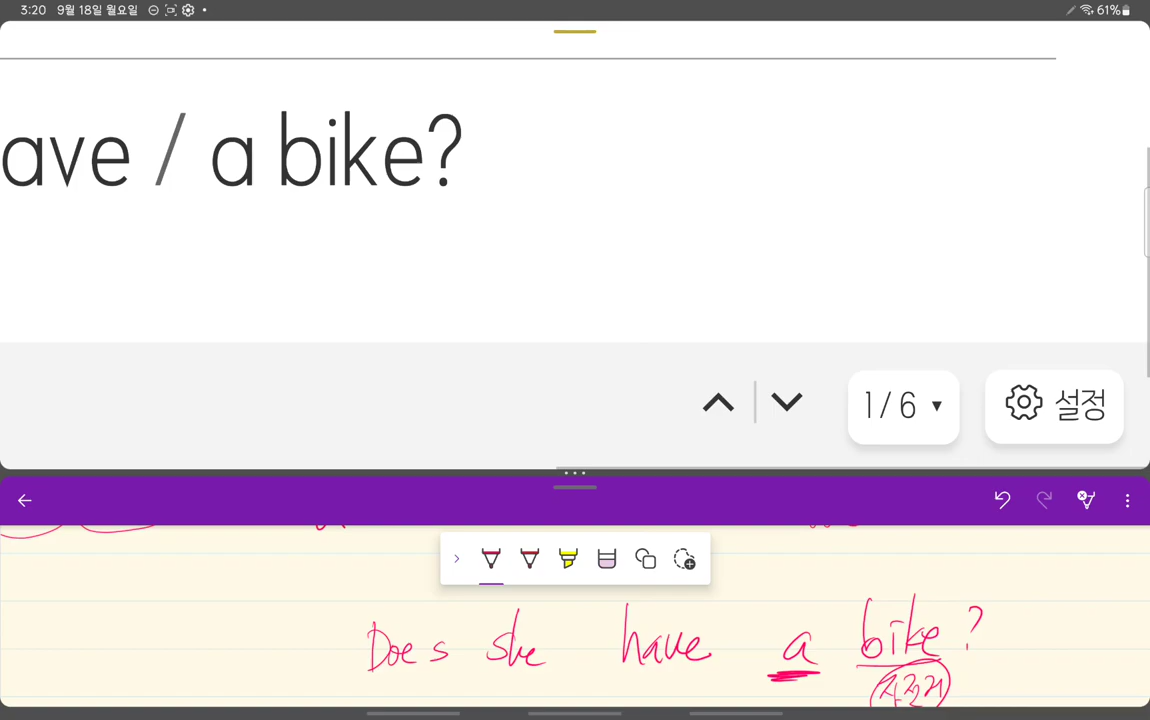 3:20 9월 18일 월요일 61%
ave / a bike?
1 / 6 ▼ 설정
Does she have a bike?
자전거